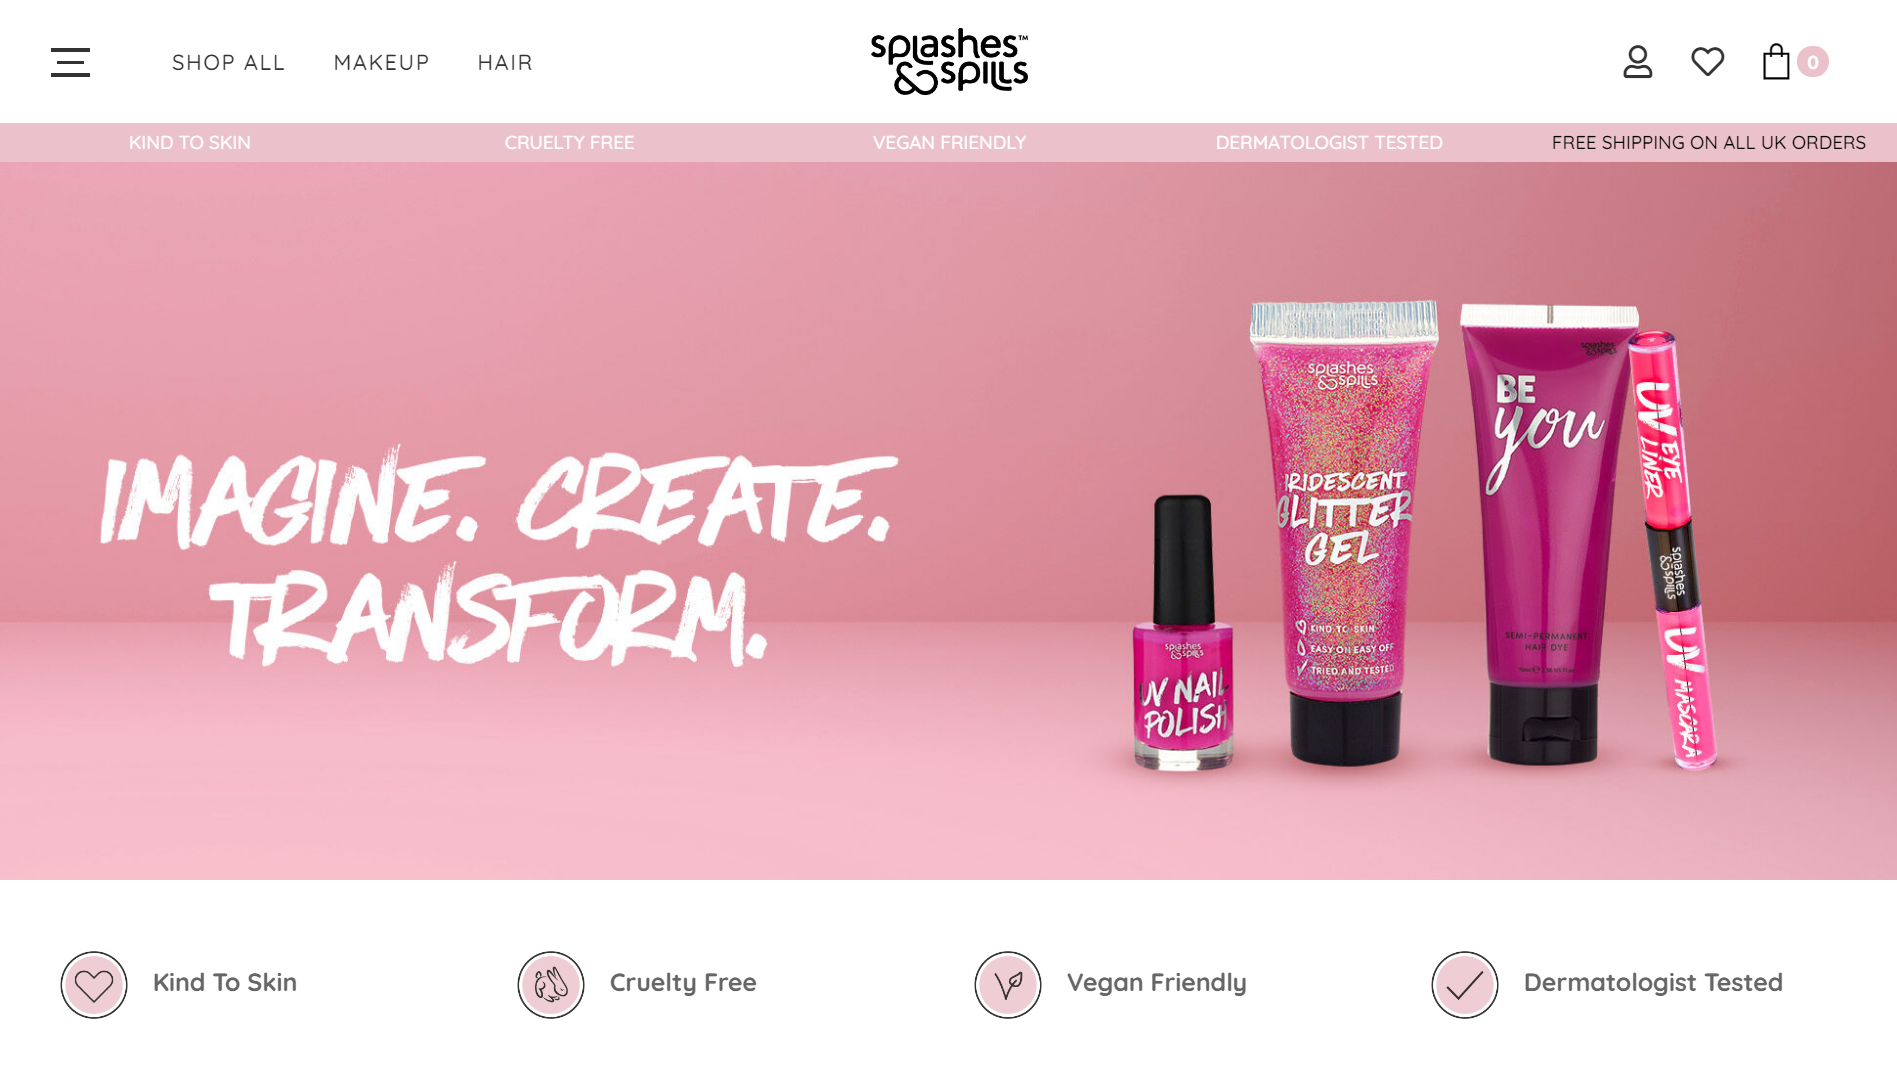 SHOP ALL MAKEUP HAIR
splashes™
&spills
0
KIND TO SKIN CRUELTY FREE VEGAN FRIENDLY DERMATOLOGIST TESTED FREE SHIPPING ON ALL UK ORDERS
IMAGINE. CREATE.
TRANSFORM.
splashes
&spills
UV NAIL
POLISH
splashes
&spills
IRIDESCENT
GLITTER
GEL
KIND TO SKIN
EASY ON EASY OFF
TRIED AND TESTED
splashes
&spills
BE
you
SEMI-PERMANENT
HAIR DYE
UV EYE
LINER
splashes
&spills
UV MASCARA
Kind To Skin
Cruelty Free
Vegan Friendly
Dermatologist Tested